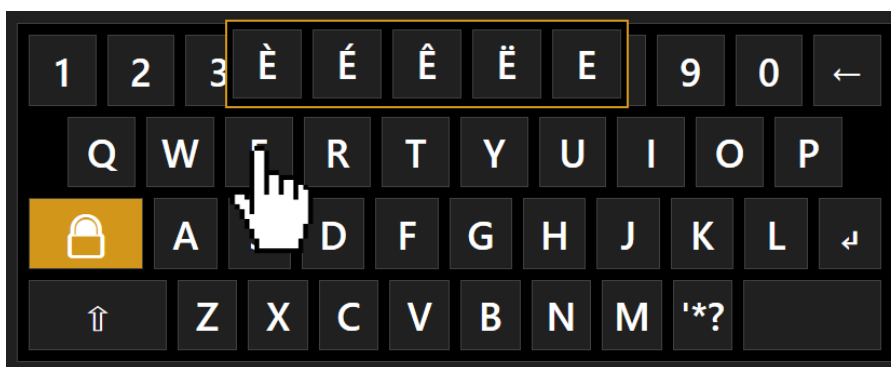 1 2 3 È É Ê Ë E 9 0 ←
Q W E R T Y U I O P
A D F G H J K L ↲
⇧ Z X C V B N M '*?